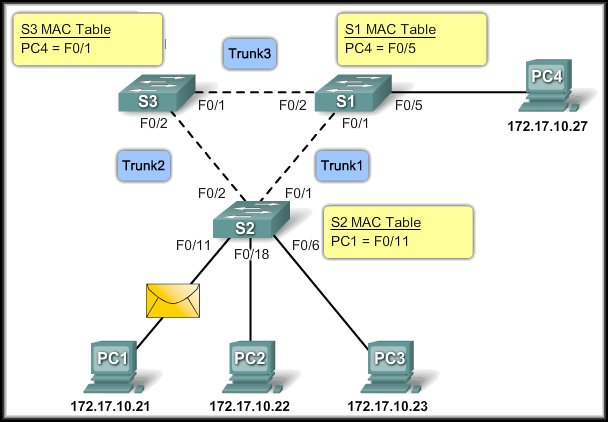 S3 MAC Table
PC4 = F0/1
S1 MAC Table
PC4 = F0/5
Trunk3
PC4
S3
F0/1
F0/2
S1
F0/5
F0/2
F0/1
172.17.10.27
Trunk2
Trunk1
F0/2
F0/1
S2
S2 MAC Table
PC1 = F0/11
F0/11
F0/18
F0/6
PC1
PC2
PC3
172.17.10.21
172.17.10.22
172.17.10.23